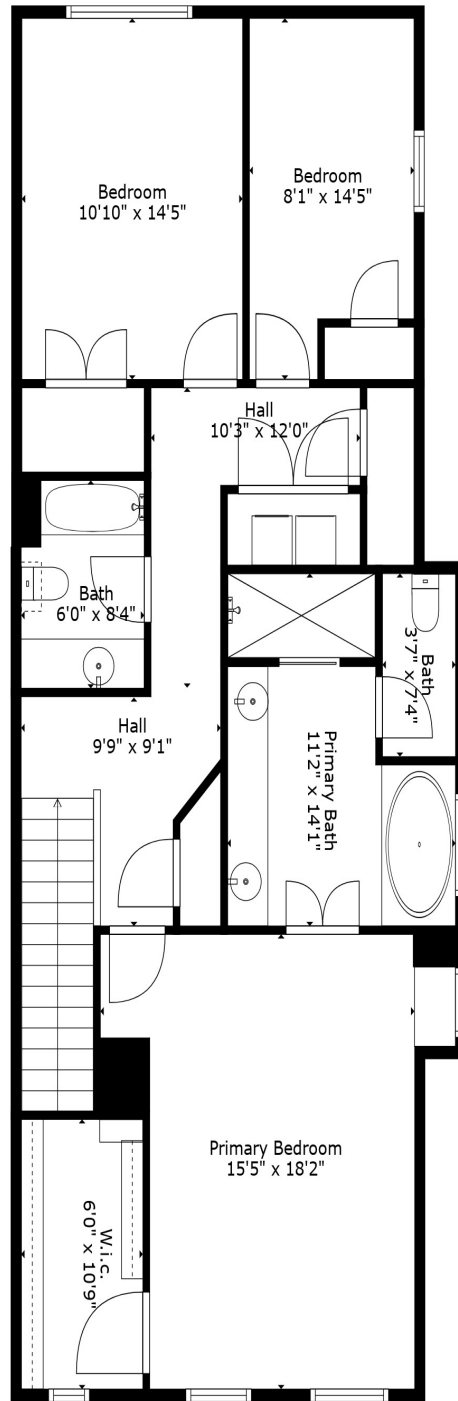 Bedroom
10'10" x 14'5"
Bedroom
8'1" x 14'5"
Hall
10'3" x 12'0"
Bath
6'0" x 8'4"
Bath
3'7" x 7'4"
Hall
9'9" x 9'1"
Primary Bath
11'2" x 14'1"
Primary Bedroom
15'5" x 18'2"
W.i.c.
6'0" x 10'9"